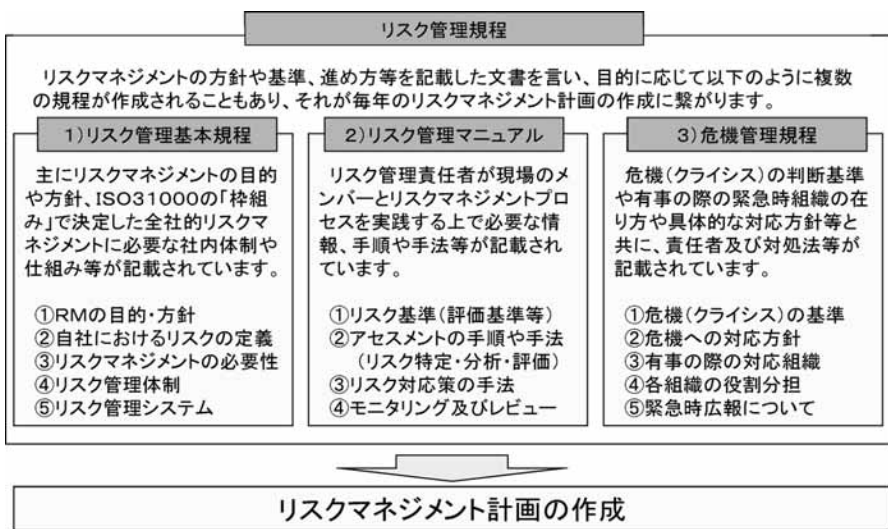 リスク管理規程
リスクマネジメントの方針や基準、進め方等を記載した文書を言い、目的に応じて以下のように複数
の規程が作成されることもあり、それが毎年のリスクマネジメント計画の作成に繋がります。
1)リスク管理基本規程
主にリスクマネジメントの目的
や方針、ISO31000の「枠組
み」で決定した全社的リスクマ
ネジメントに必要な社内体制や
仕組み等が記載されています。
①RMの目的・方針
②自社におけるリスクの定義
③リスクマネジメントの必要性
④リスク管理体制
⑤リスク管理システム
2)リスク管理マニュアル
リスク管理責任者が現場のメ
ンバーとリスクマネジメントプロ
セスを実践する上で必要な情
報、手順や手法等が記載され
ています。
①リスク基準(評価基準等)
②アセスメントの手順や手法
(リスク特定・分析・評価)
③リスク対応策の手法
④モニタリング及びレビュー
3)危機管理規程
危機(クライシス)の判断基準
や有事の際の緊急時組織の在
り方や具体的な対応方針等と
共に、責任者及び対処法等が
記載されています。
①危機(クライシス)の基準
②危機への対応方針
③有事の際の対応組織
④各組織の役割分担
⑤緊急時広報について
リスクマネジメント計画の作成